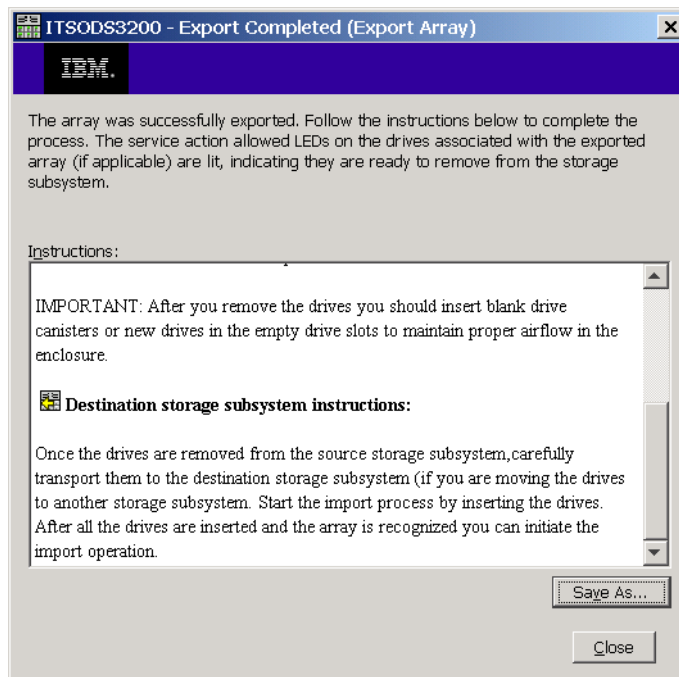 ITSODS3200 - Export Completed (Export Array)
IBM.
The array was successfully exported. Follow the instructions below to complete the
process. The service action allowed LEDs on the drives associated with the exported
array (if applicable) are lit, indicating they are ready to remove from the storage
subsystem.
Instructions:
IMPORTANT: After you remove the drives you should insert blank drive
canisters or new drives in the empty drive slots to maintain proper airflow in the
enclosure.
Destination storage subsystem instructions:
Once the drives are removed from the source storage subsystem,carefully
transport them to the destination storage subsystem (if you are moving the drives
to another storage subsystem. Start the import process by inserting the drives.
After all the drives are inserted and the array is recognized you can initiate the
import operation.
Save As...
Close